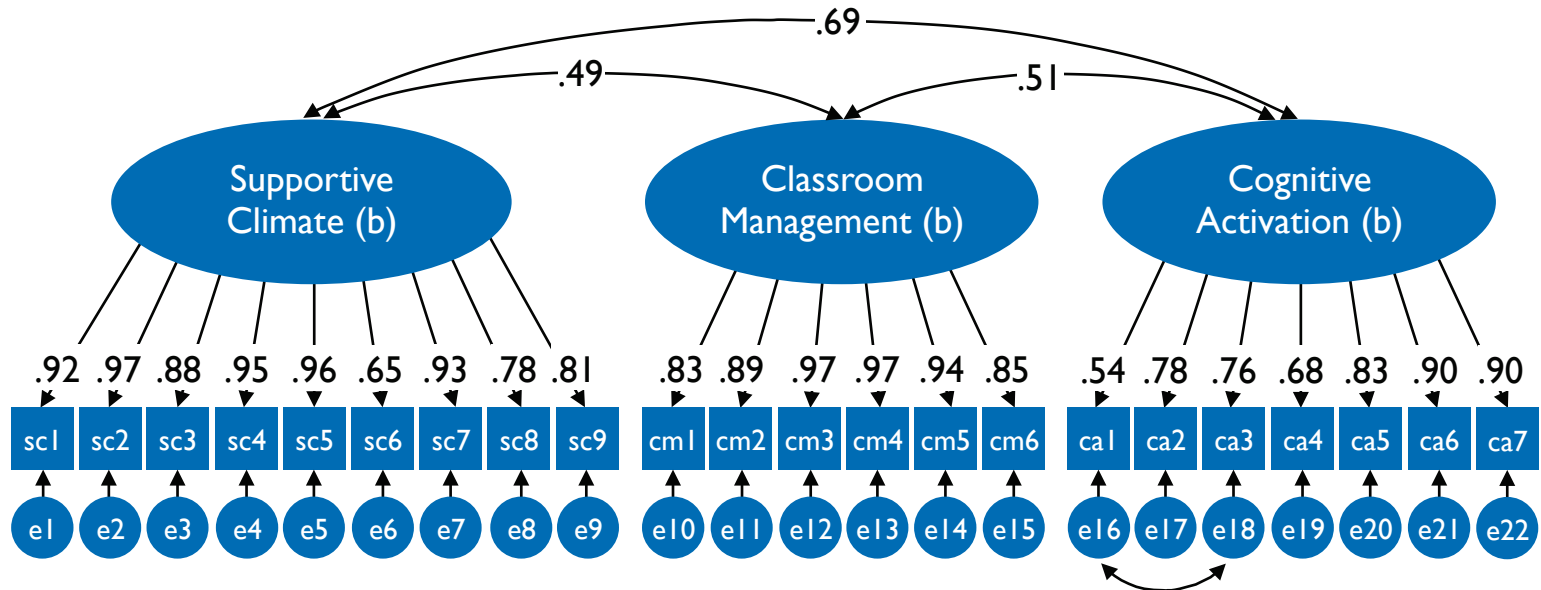 .69
.49
.51
Supportive
Climate (b)
Classroom
Management (b)
Cognitive
Activation (b)
.92 .97 .88 .95 .96 .65 .93 .78 .81 .83 .89 .97 .97 .94 .85 .54 .78 .76 .68 .83 .90 .90
sc1 sc2 sc3 sc4 sc5 sc6 sc7 sc8 sc9 cm1 cm2 cm3 cm4 cm5 cm6 ca1 ca2 ca3 ca4 ca5 ca6 ca7
e1 e2 e3 e4 e5 e6 e7 e8 e9 e10 e11 e12 e13 e14 e15 e16 e17 e18 e19 e20 e21 e22